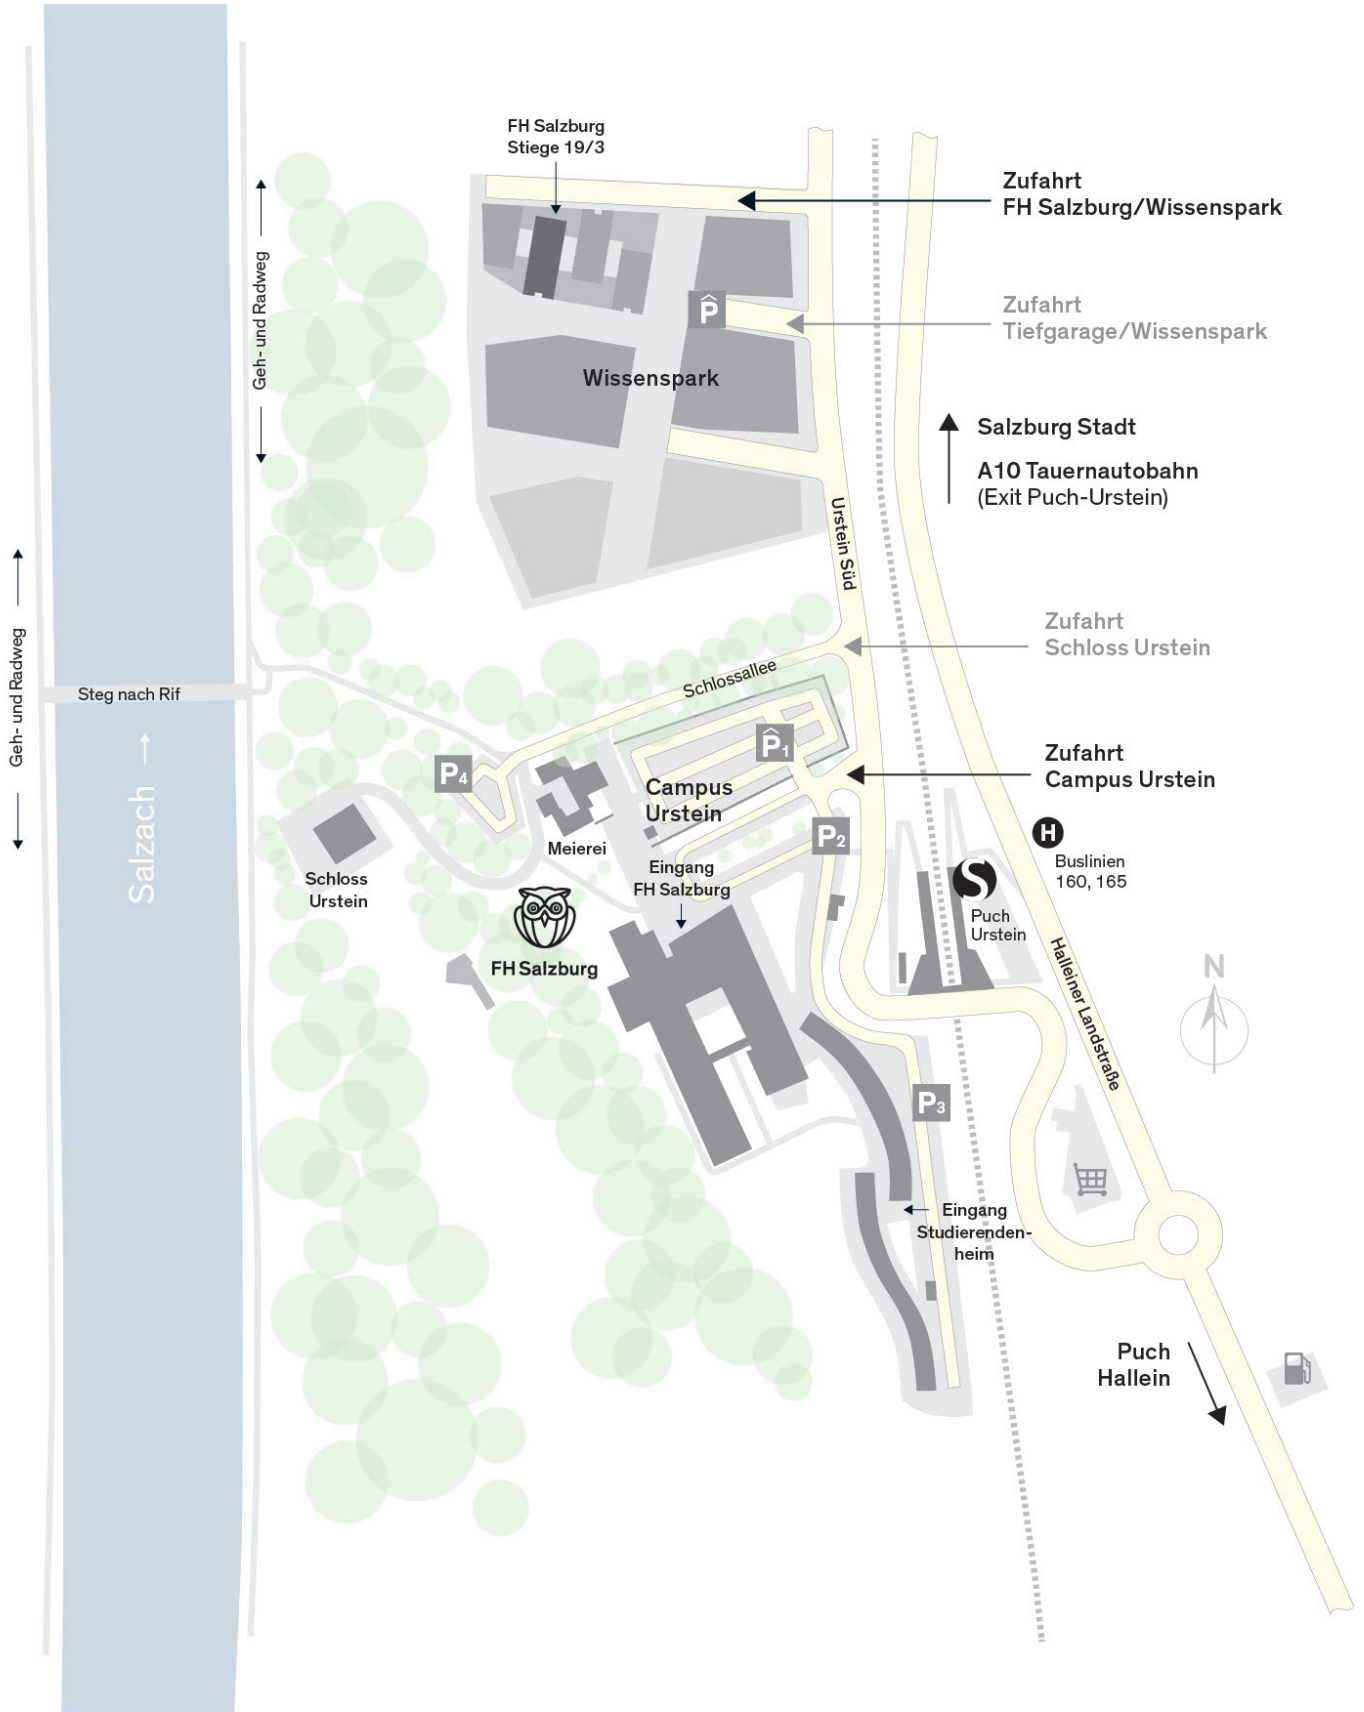 FH Salzburg
Stiege 19/3
Zufahrt
FH Salzburg/Wissenspark
Geh- und Radweg
P
Zufahrt
Tiefgarage/Wissenspark
Wissenspark
Salzburg Stadt
A10 Tauernautobahn
(Exit Puch-Urstein)
Urstein Süd
Zufahrt
Schloss Urstein
Geh- und Radweg
Steg nach Rif
Schlossallee
P1
Zufahrt
Campus Urstein
P4
Campus
Urstein
Salzach
Meierei
P2
H
Buslinien
160, 165
Eingang
FH Salzburg
Schloss
Urstein
S
Puch
Urstein
FH Salzburg
Halleiner Landstraße
N
P3
Eingang
Studierenden-
heim
Puch
Hallein